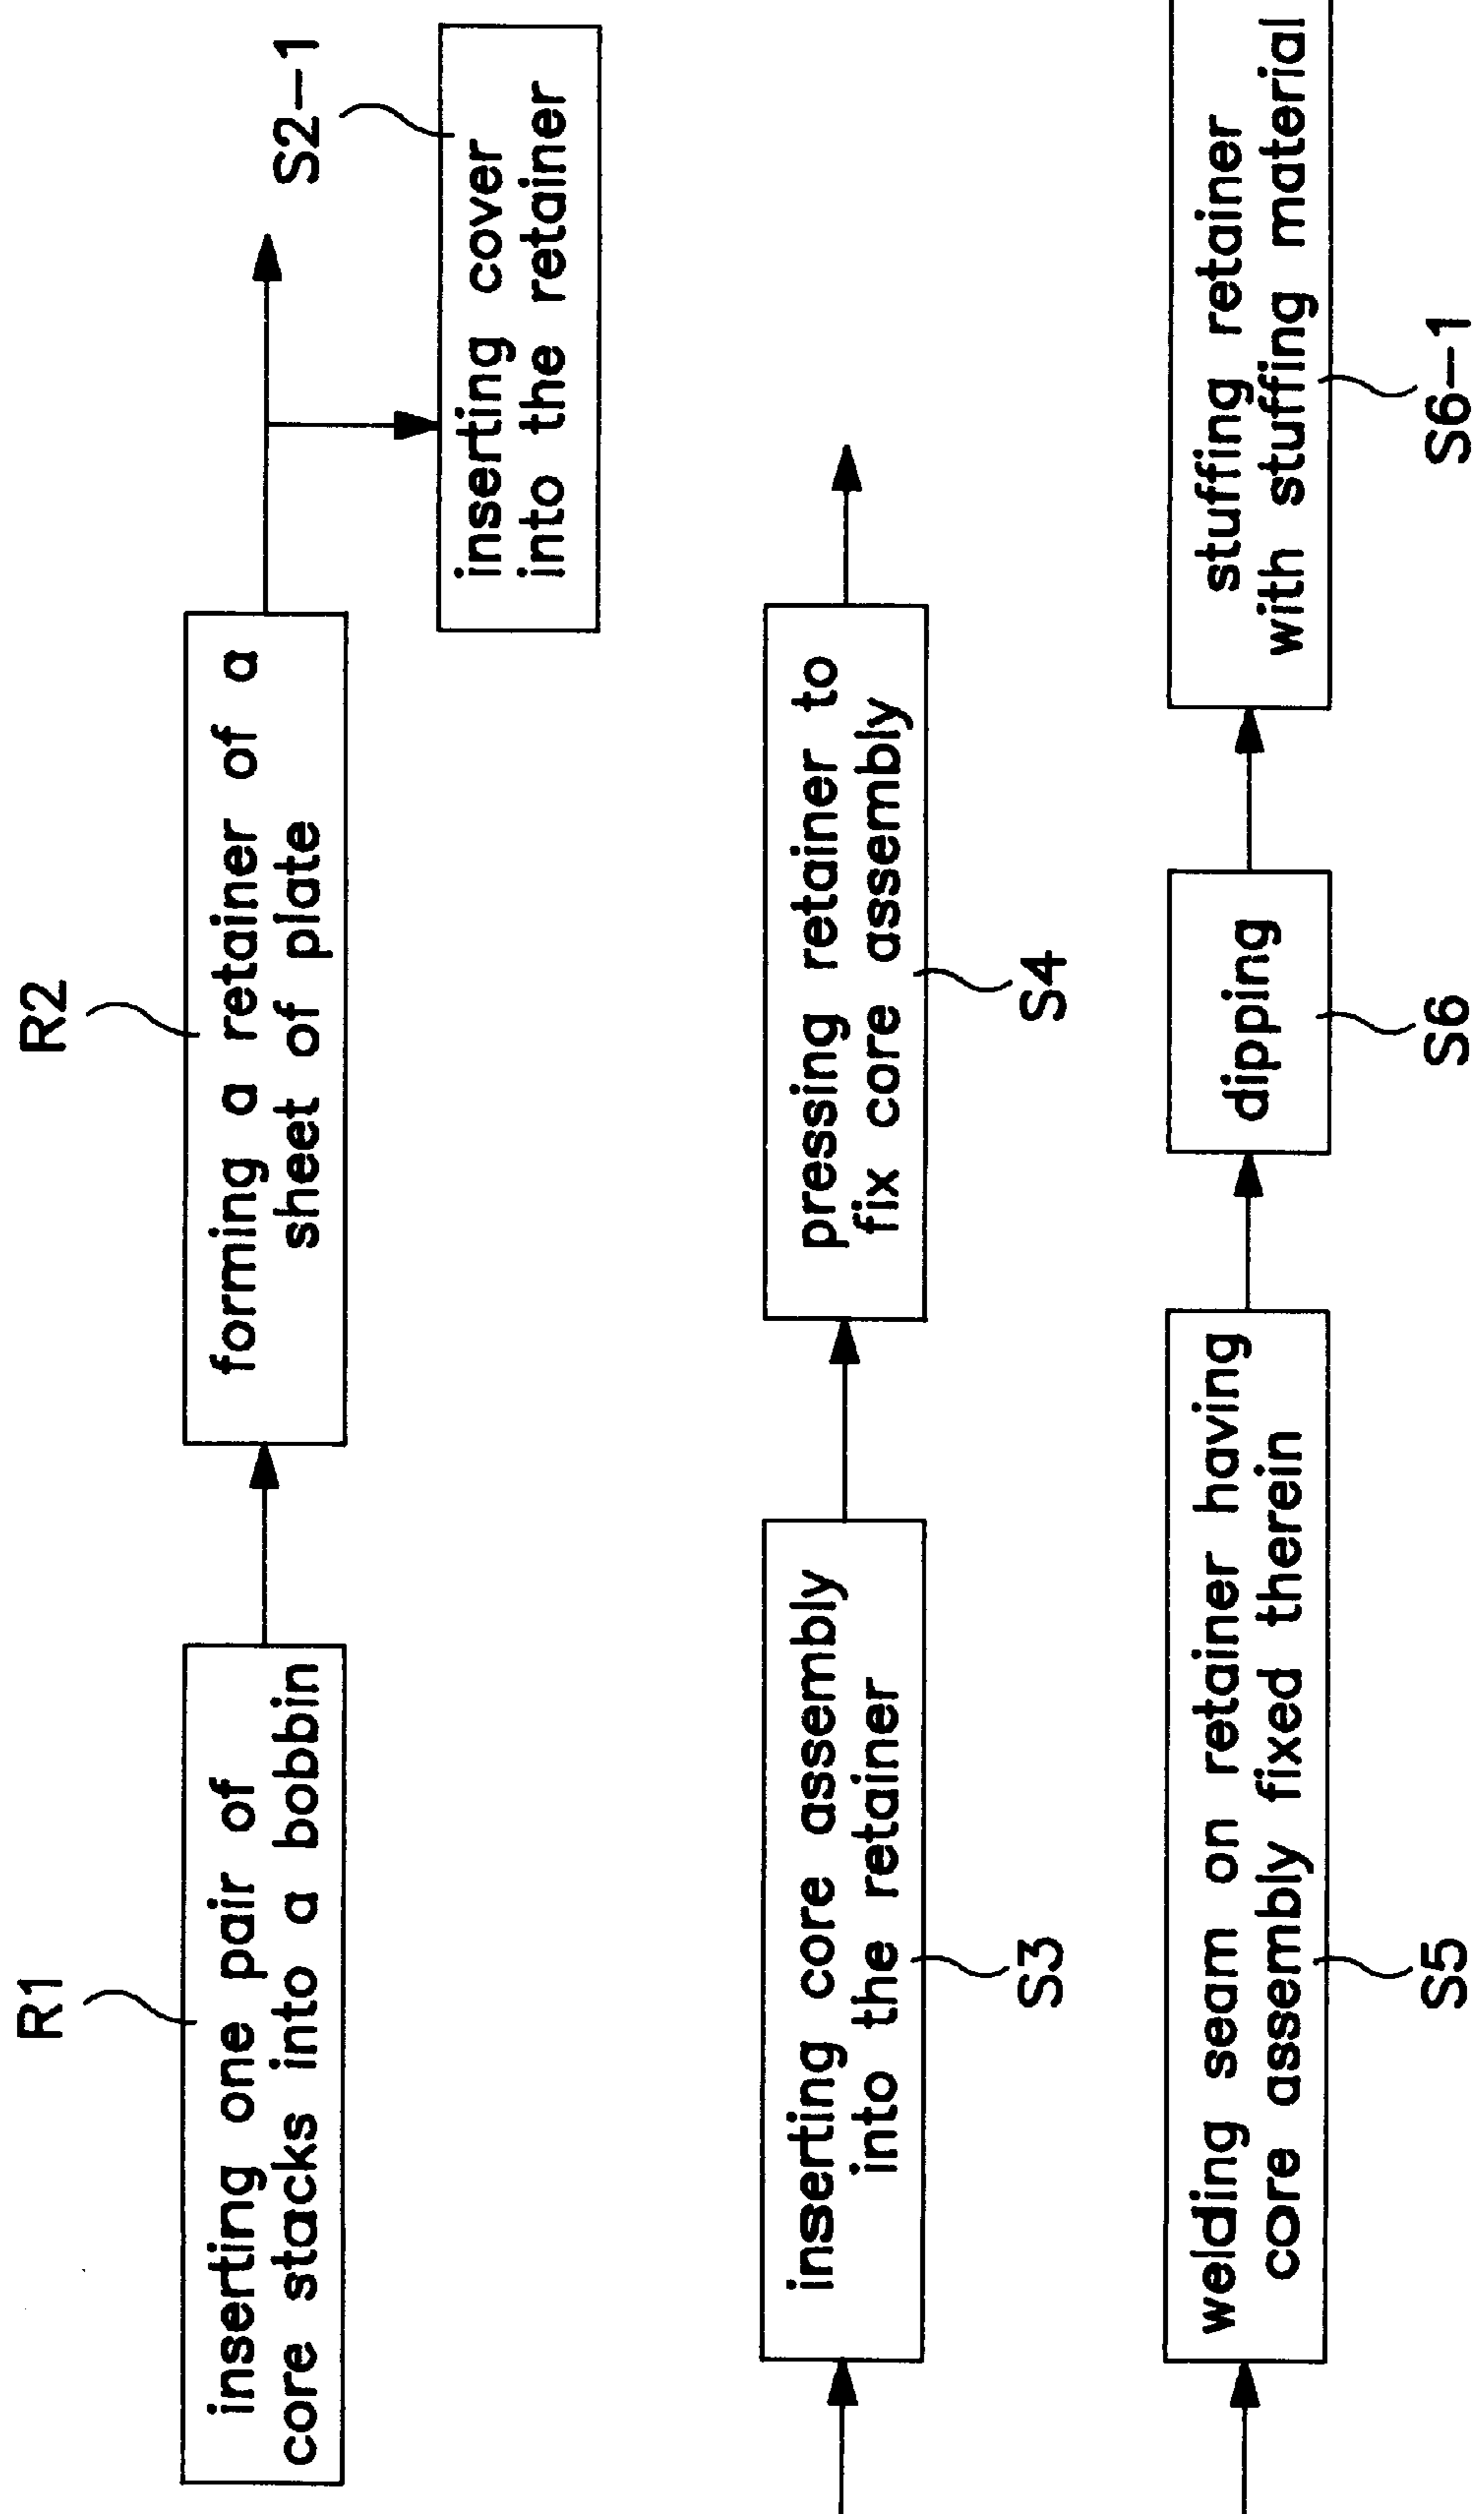 R1
inserting one pair of
core stacks into a bobbin
R2
forming a retainer of a
sheet of plate
S2-1
inserting cover
into the retainer
inserting core assembly
into the retainer
S3
pressing retainer to
fix core assembly
S4
welding seam on retainer having
core assembly fixed therein
S5
dipping
S6
stuffing retainer
with stuffing material
S6-1